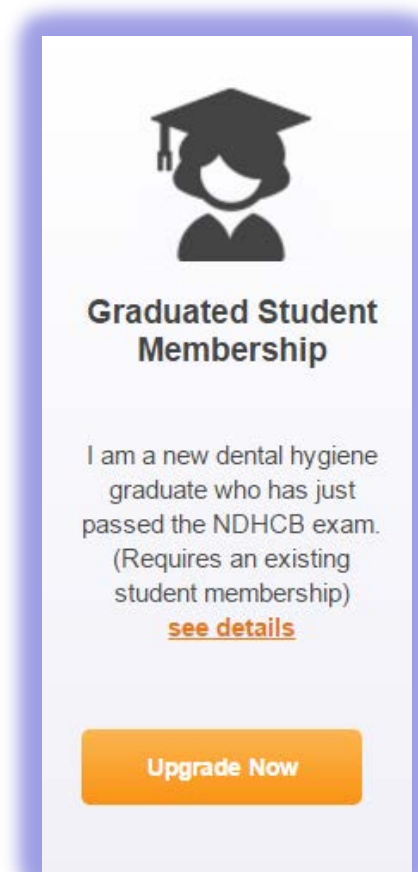 Graduated Student
Membership
I am a new dental hygiene
graduate who has just
passed the NDHCB exam.
(Requires an existing
student membership)
see details
Upgrade Now